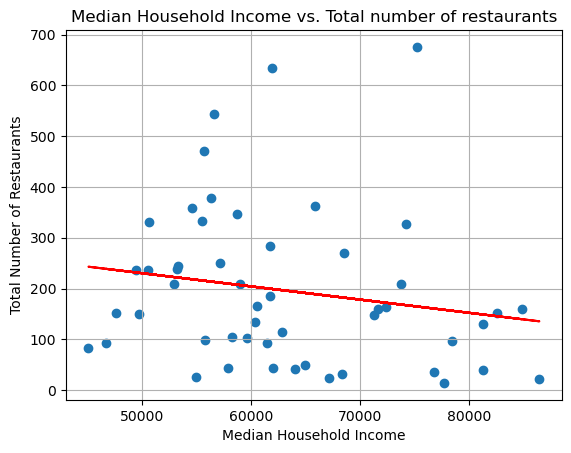 Median Household Income vs. Total number of restaurants
700
600
500
400
300
200
100
0
Total Number of Restaurants
50000 60000 70000 80000
Median Household Income